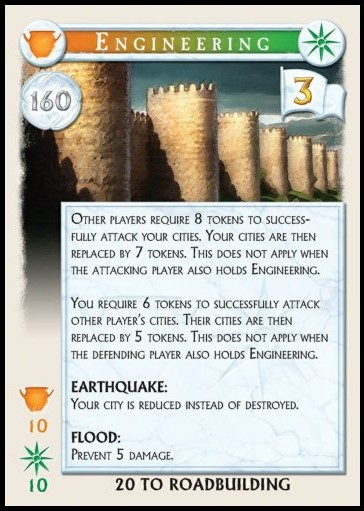 ENGINEERING
160
3
OTHER PLAYERS REQUIRE 8 TOKENS TO SUCCESS-
FULLY ATTACK YOUR CITIES. YOUR CITIES ARE THEN
REPLACED BY 7 TOKENS. THIS DOES NOT APPLY WHEN
THE ATTACKING PLAYER ALSO HOLDS ENGINEERING.
YOU REQUIRE 6 TOKENS TO SUCCESSFULLY ATTACK
OTHER PLAYER'S CITIES. THEIR CITIES ARE THEN
REPLACED BY 5 TOKENS. THIS DOES NOT APPLY WHEN
THE DEFENDING PLAYER ALSO HOLDS ENGINEERING.
EARTHQUAKE:
YOUR CITY IS REDUCED INSTEAD OF DESTROYED.
FLOOD:
PREVENT 5 DAMAGE.
10
10
20 TO ROADBUILDING